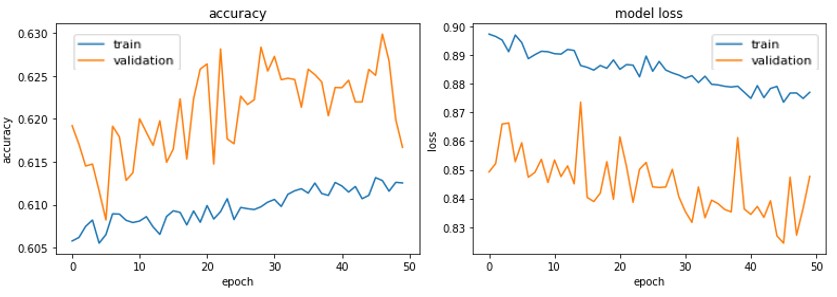 accuracy
train
validation
0.630
0.625
0.620
0.615
0.610
0.605
accuracy
0 10 20 30 40 50
epoch
model loss
train
validation
0.90
0.89
0.88
0.87
0.86
0.85
0.84
0.83
loss
0 10 20 30 40 50
epoch